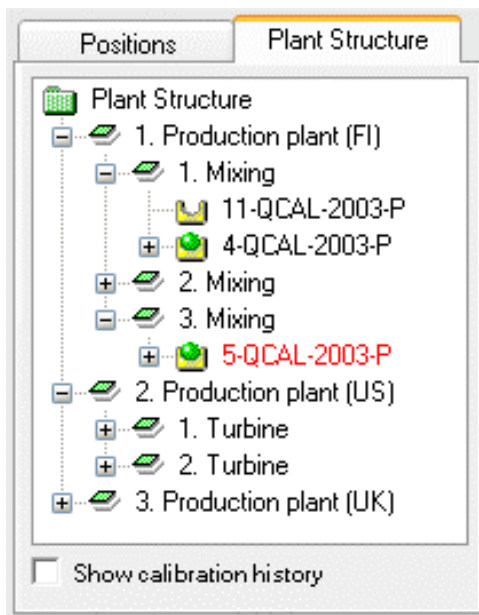 Positions
Plant Structure
Plant Structure
1. Production plant (FI)
1. Mixing
11-QCAL-2003-P
4-QCAL-2003-P
2. Mixing
3. Mixing
5-QCAL-2003-P
2. Production plant (US)
1. Turbine
2. Turbine
3. Production plant (UK)
Show calibration history